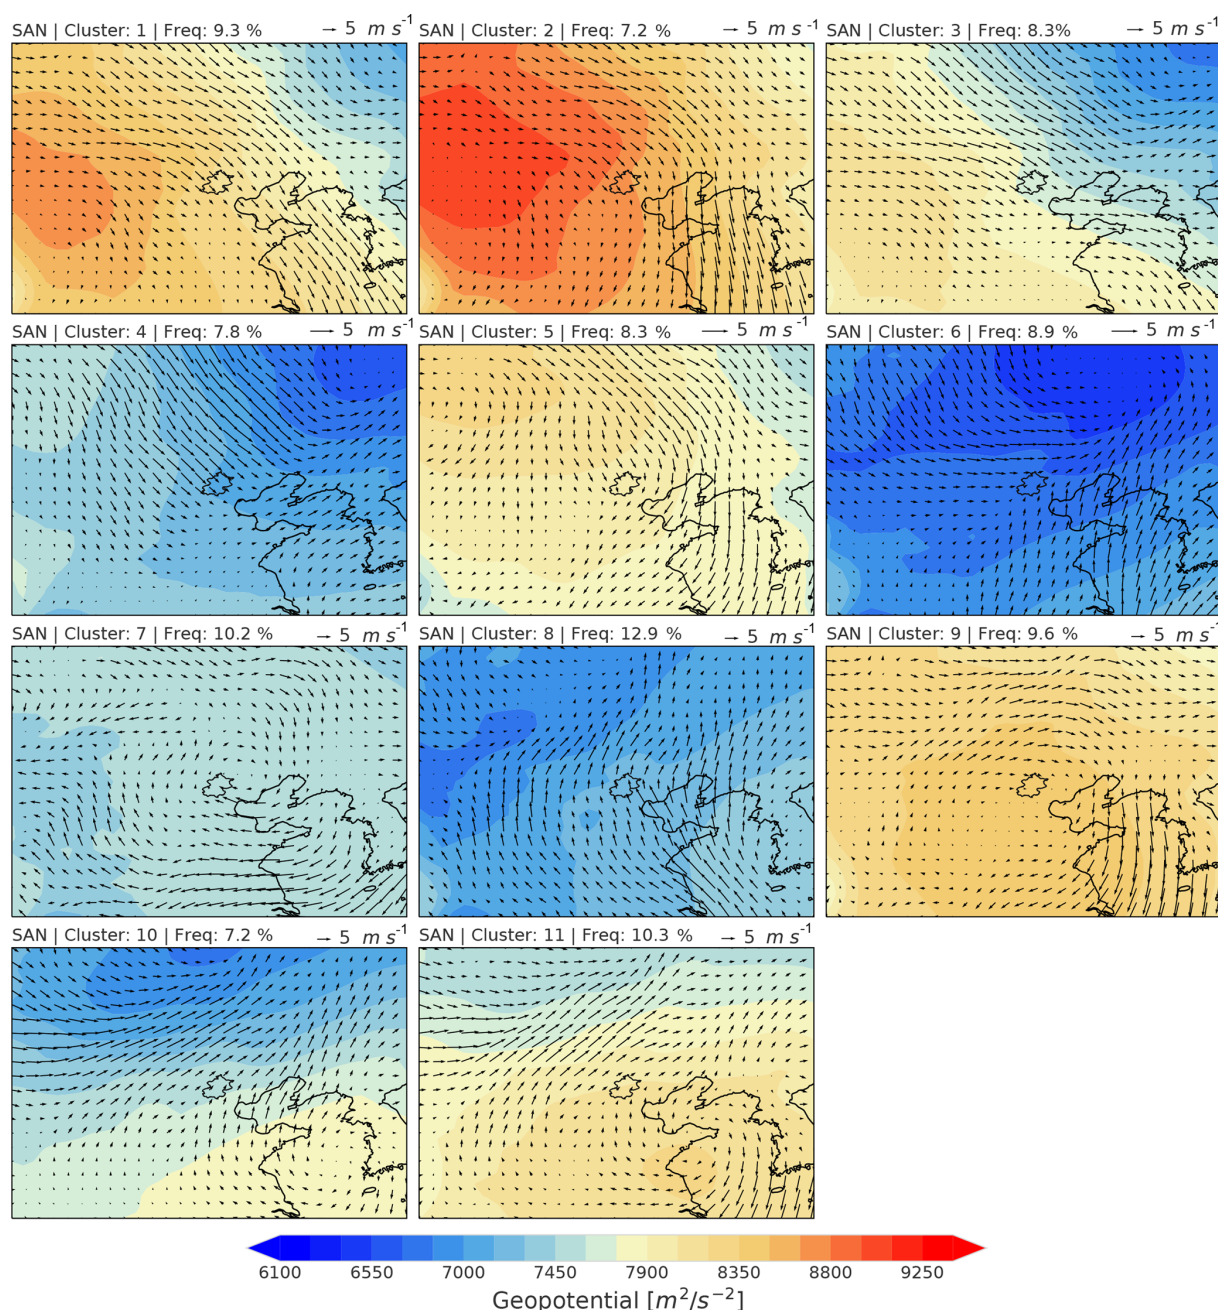 SAN | Cluster: 1 | Freq: 9.3 % → 5 m s⁻¹
SAN | Cluster: 2 | Freq: 7.2 % → 5 m s⁻¹
SAN | Cluster: 3 | Freq: 8.3% → 5 m s⁻¹
SAN | Cluster: 4 | Freq: 7.8 % → 5 m s⁻¹
SAN | Cluster: 5 | Freq: 8.3 % → 5 m s⁻¹
SAN | Cluster: 6 | Freq: 8.9 % → 5 m s⁻¹
SAN | Cluster: 7 | Freq: 10.2 % → 5 m s⁻¹
SAN | Cluster: 8 | Freq: 12.9 % → 5 m s⁻¹
SAN | Cluster: 9 | Freq: 9.6 % → 5 m s⁻¹
SAN | Cluster: 10 | Freq: 7.2 % → 5 m s⁻¹
SAN | Cluster: 11 | Freq: 10.3 % → 5 m s⁻¹
6100 6550 7000 7450 7900 8350 8800 9250
Geopotential [m²/s⁻²]